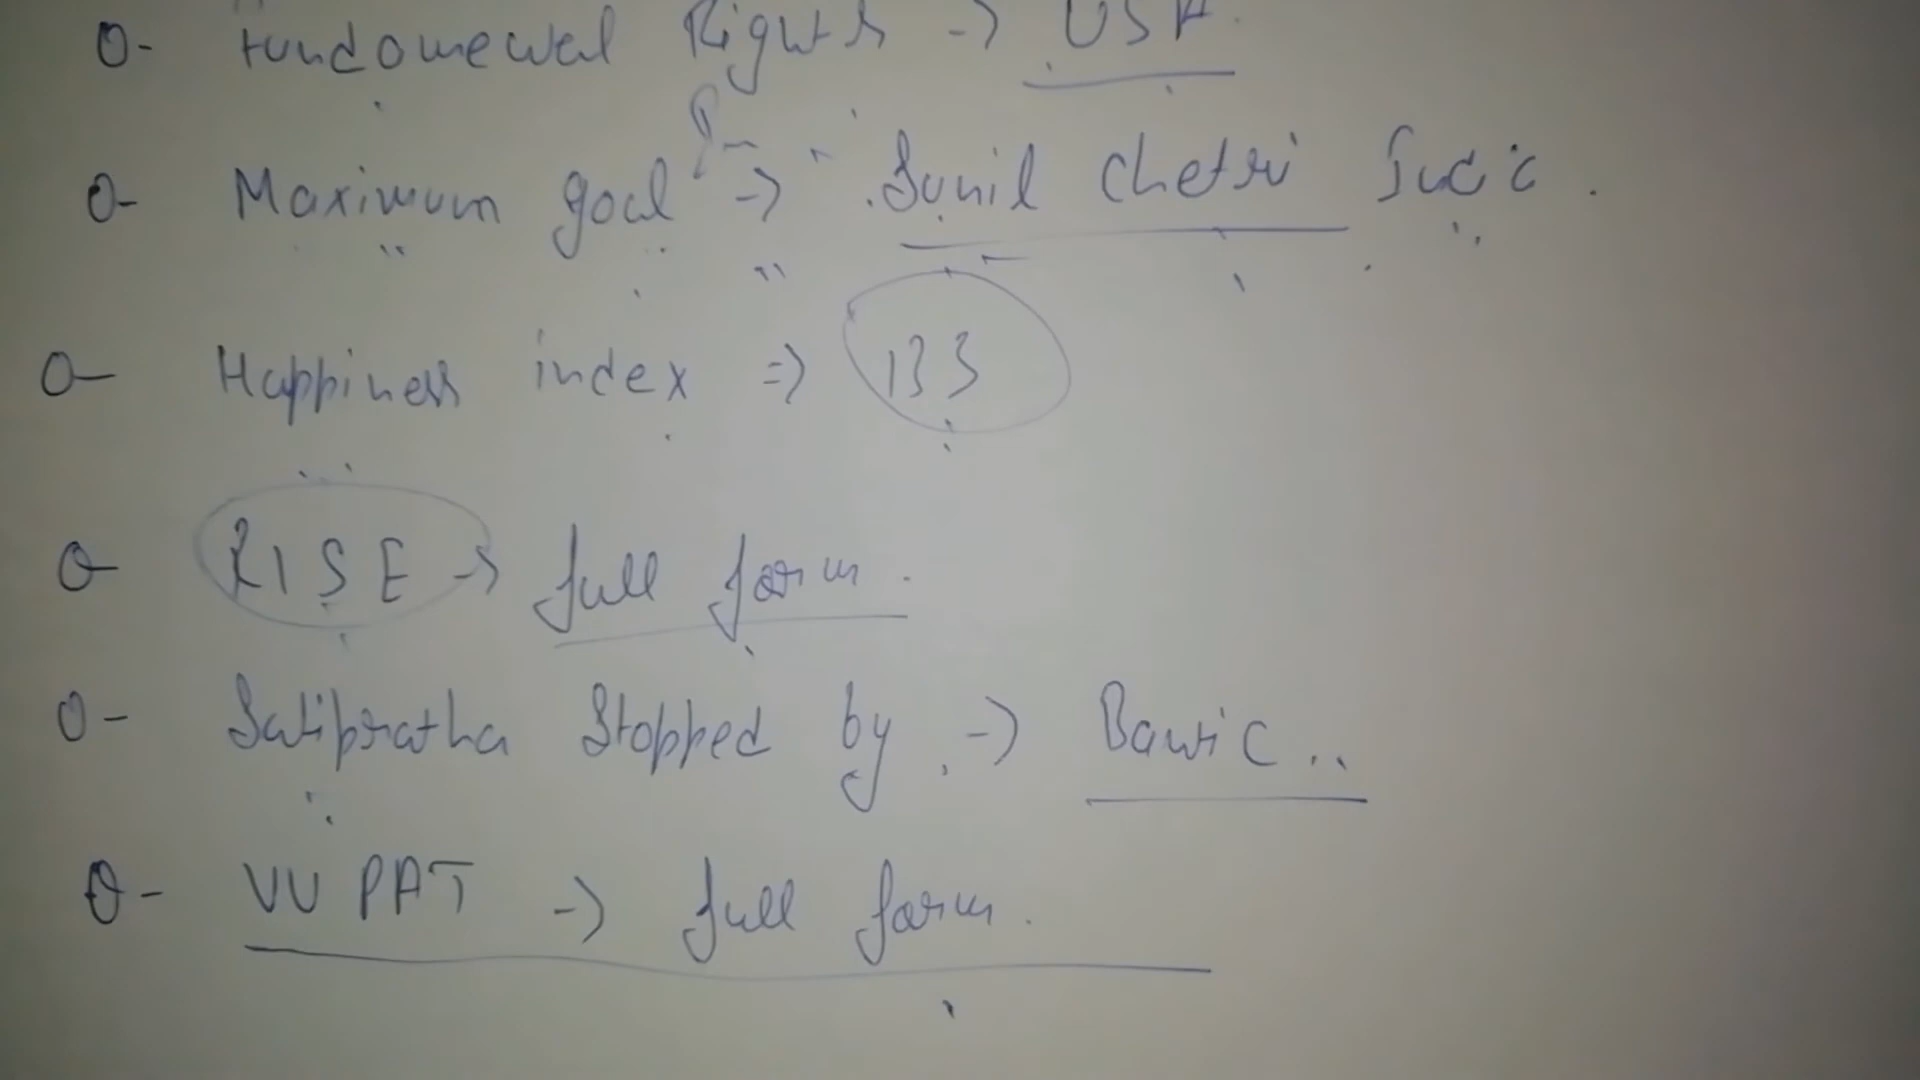 O- Fundamental Rights -> USA.
O- Maximum goal -> Sunil Chetri
O- Happiness index => 133
O- RISE -> full form.
O- Satipratha Stopped by -> ..
O- VVPAT -> full form.